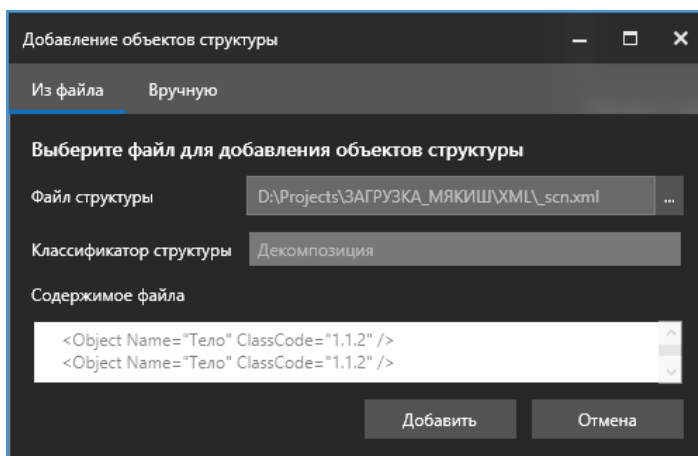 Добавление объектов структуры
Из файла Вручную
Выберите файл для добавления объектов структуры
Файл структуры D:\Projects\ЗАГРУЗКА_МЯКИШ\XML\_scn.xml ...
Классификатор структуры Декомпозиция
Содержимое файла
<Object Name="Тело" ClassCode="1.1.2" />
<Object Name="Тело" ClassCode="1.1.2" />
Добавить Отмена